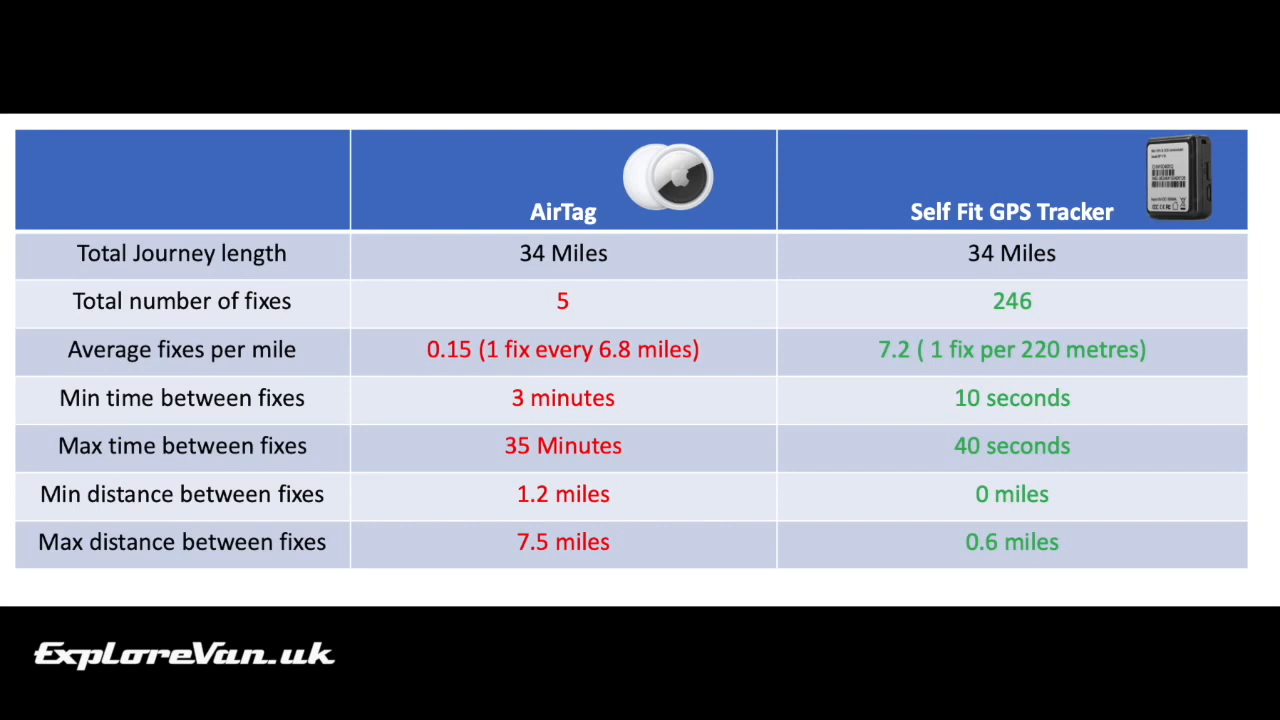 AirTag
Self Fit GPS Tracker
Total Journey length
34 Miles
34 Miles
Total number of fixes
5
246
Average fixes per mile
0.15 (1 fix every 6.8 miles)
7.2 ( 1 fix per 220 metres)
Min time between fixes
3 minutes
10 seconds
Max time between fixes
35 Minutes
40 seconds
Min distance between fixes
1.2 miles
0 miles
Max distance between fixes
7.5 miles
0.6 miles
ExploreVan.uk